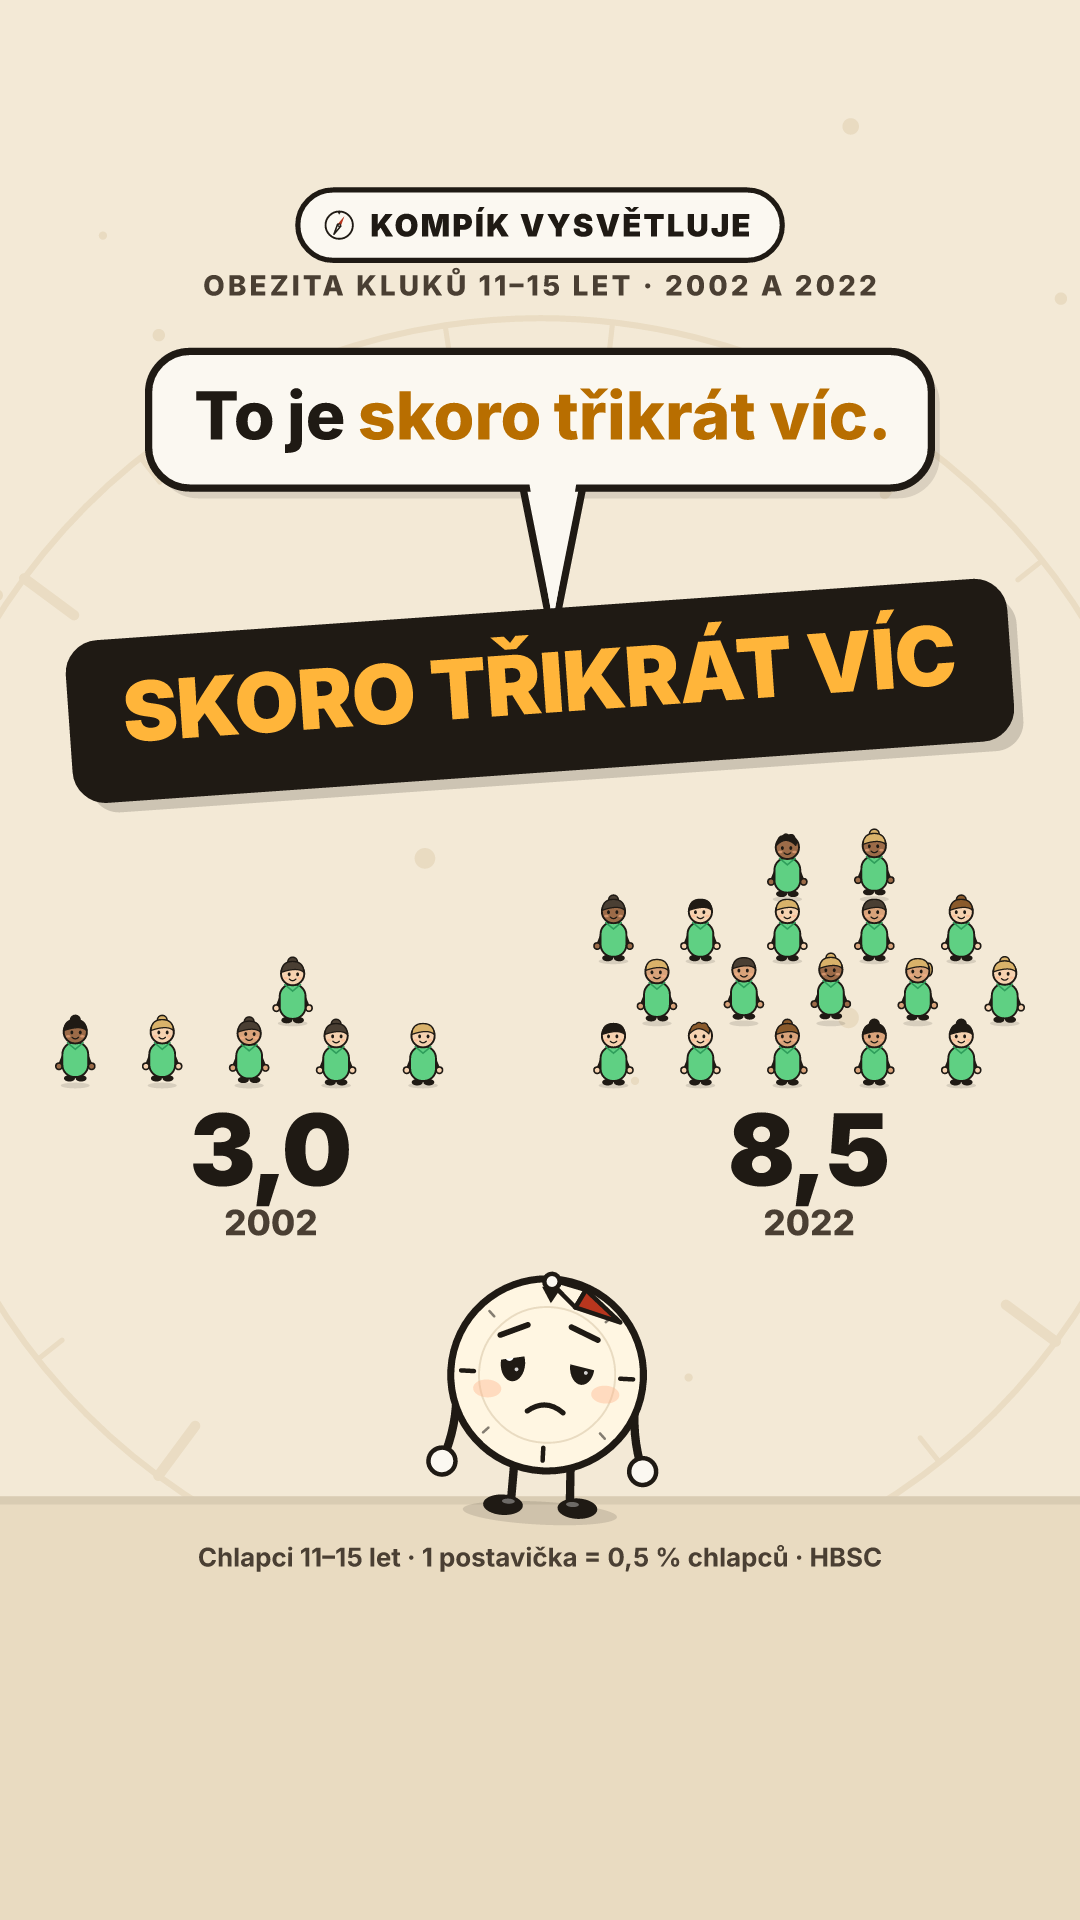 KOMPÍK VYSVĚTLUJE
OBEZITA KLUKŮ 11–15 LET · 2002 A 2022
To je skoro třikrát víc.
SKORO TŘIKRÁT VÍC
3,0
2002
8,5
2022
Chlapci 11–15 let · 1 postavička = 0,5 % chlapců · HBSC